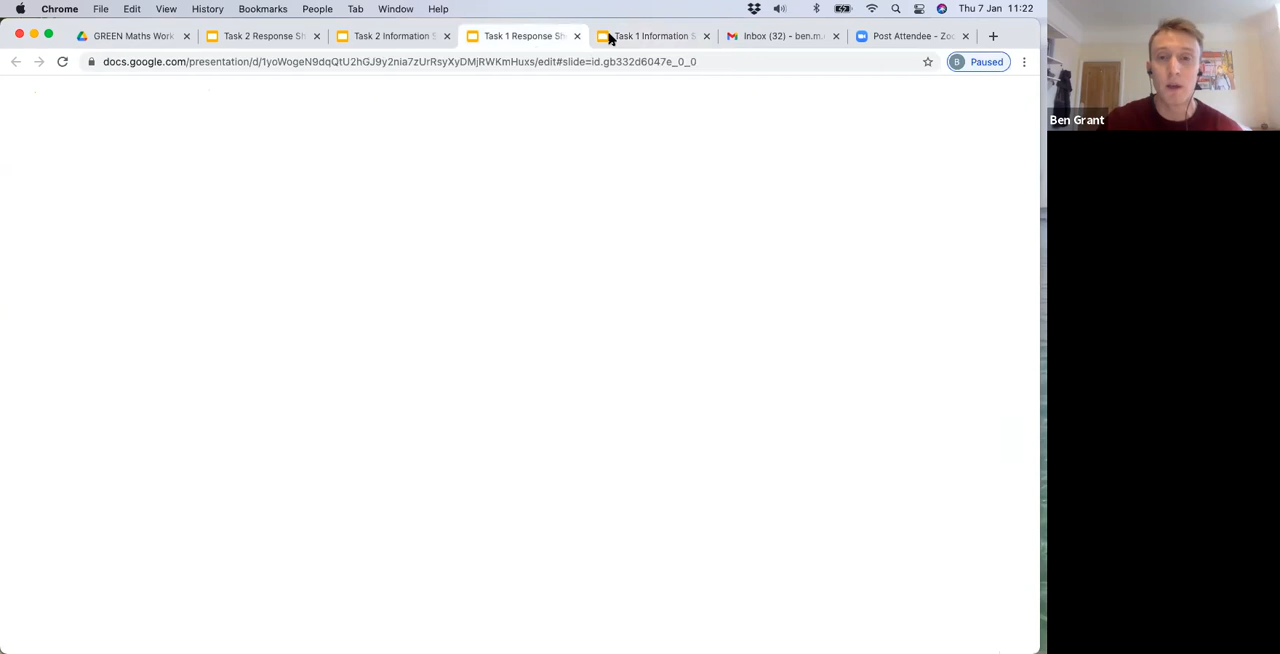 Chrome File Edit View History Bookmarks People Tab Window Help Thu 7 Jan 11:22
GREEN Maths Work Task 2 Response Sh Task 2 Information S Task 1 Response She Task 1 Information S Inbox (32) - ben.m. Post Attendee - Zoo
docs.google.com/presentation/d/1yoWogeN9dqQtU2hGJ9y2nia7zUrRsyXyDMjRWKmHuxs/edit#slide=id.gb332d6047e_0_0 B Paused
Ben Grant